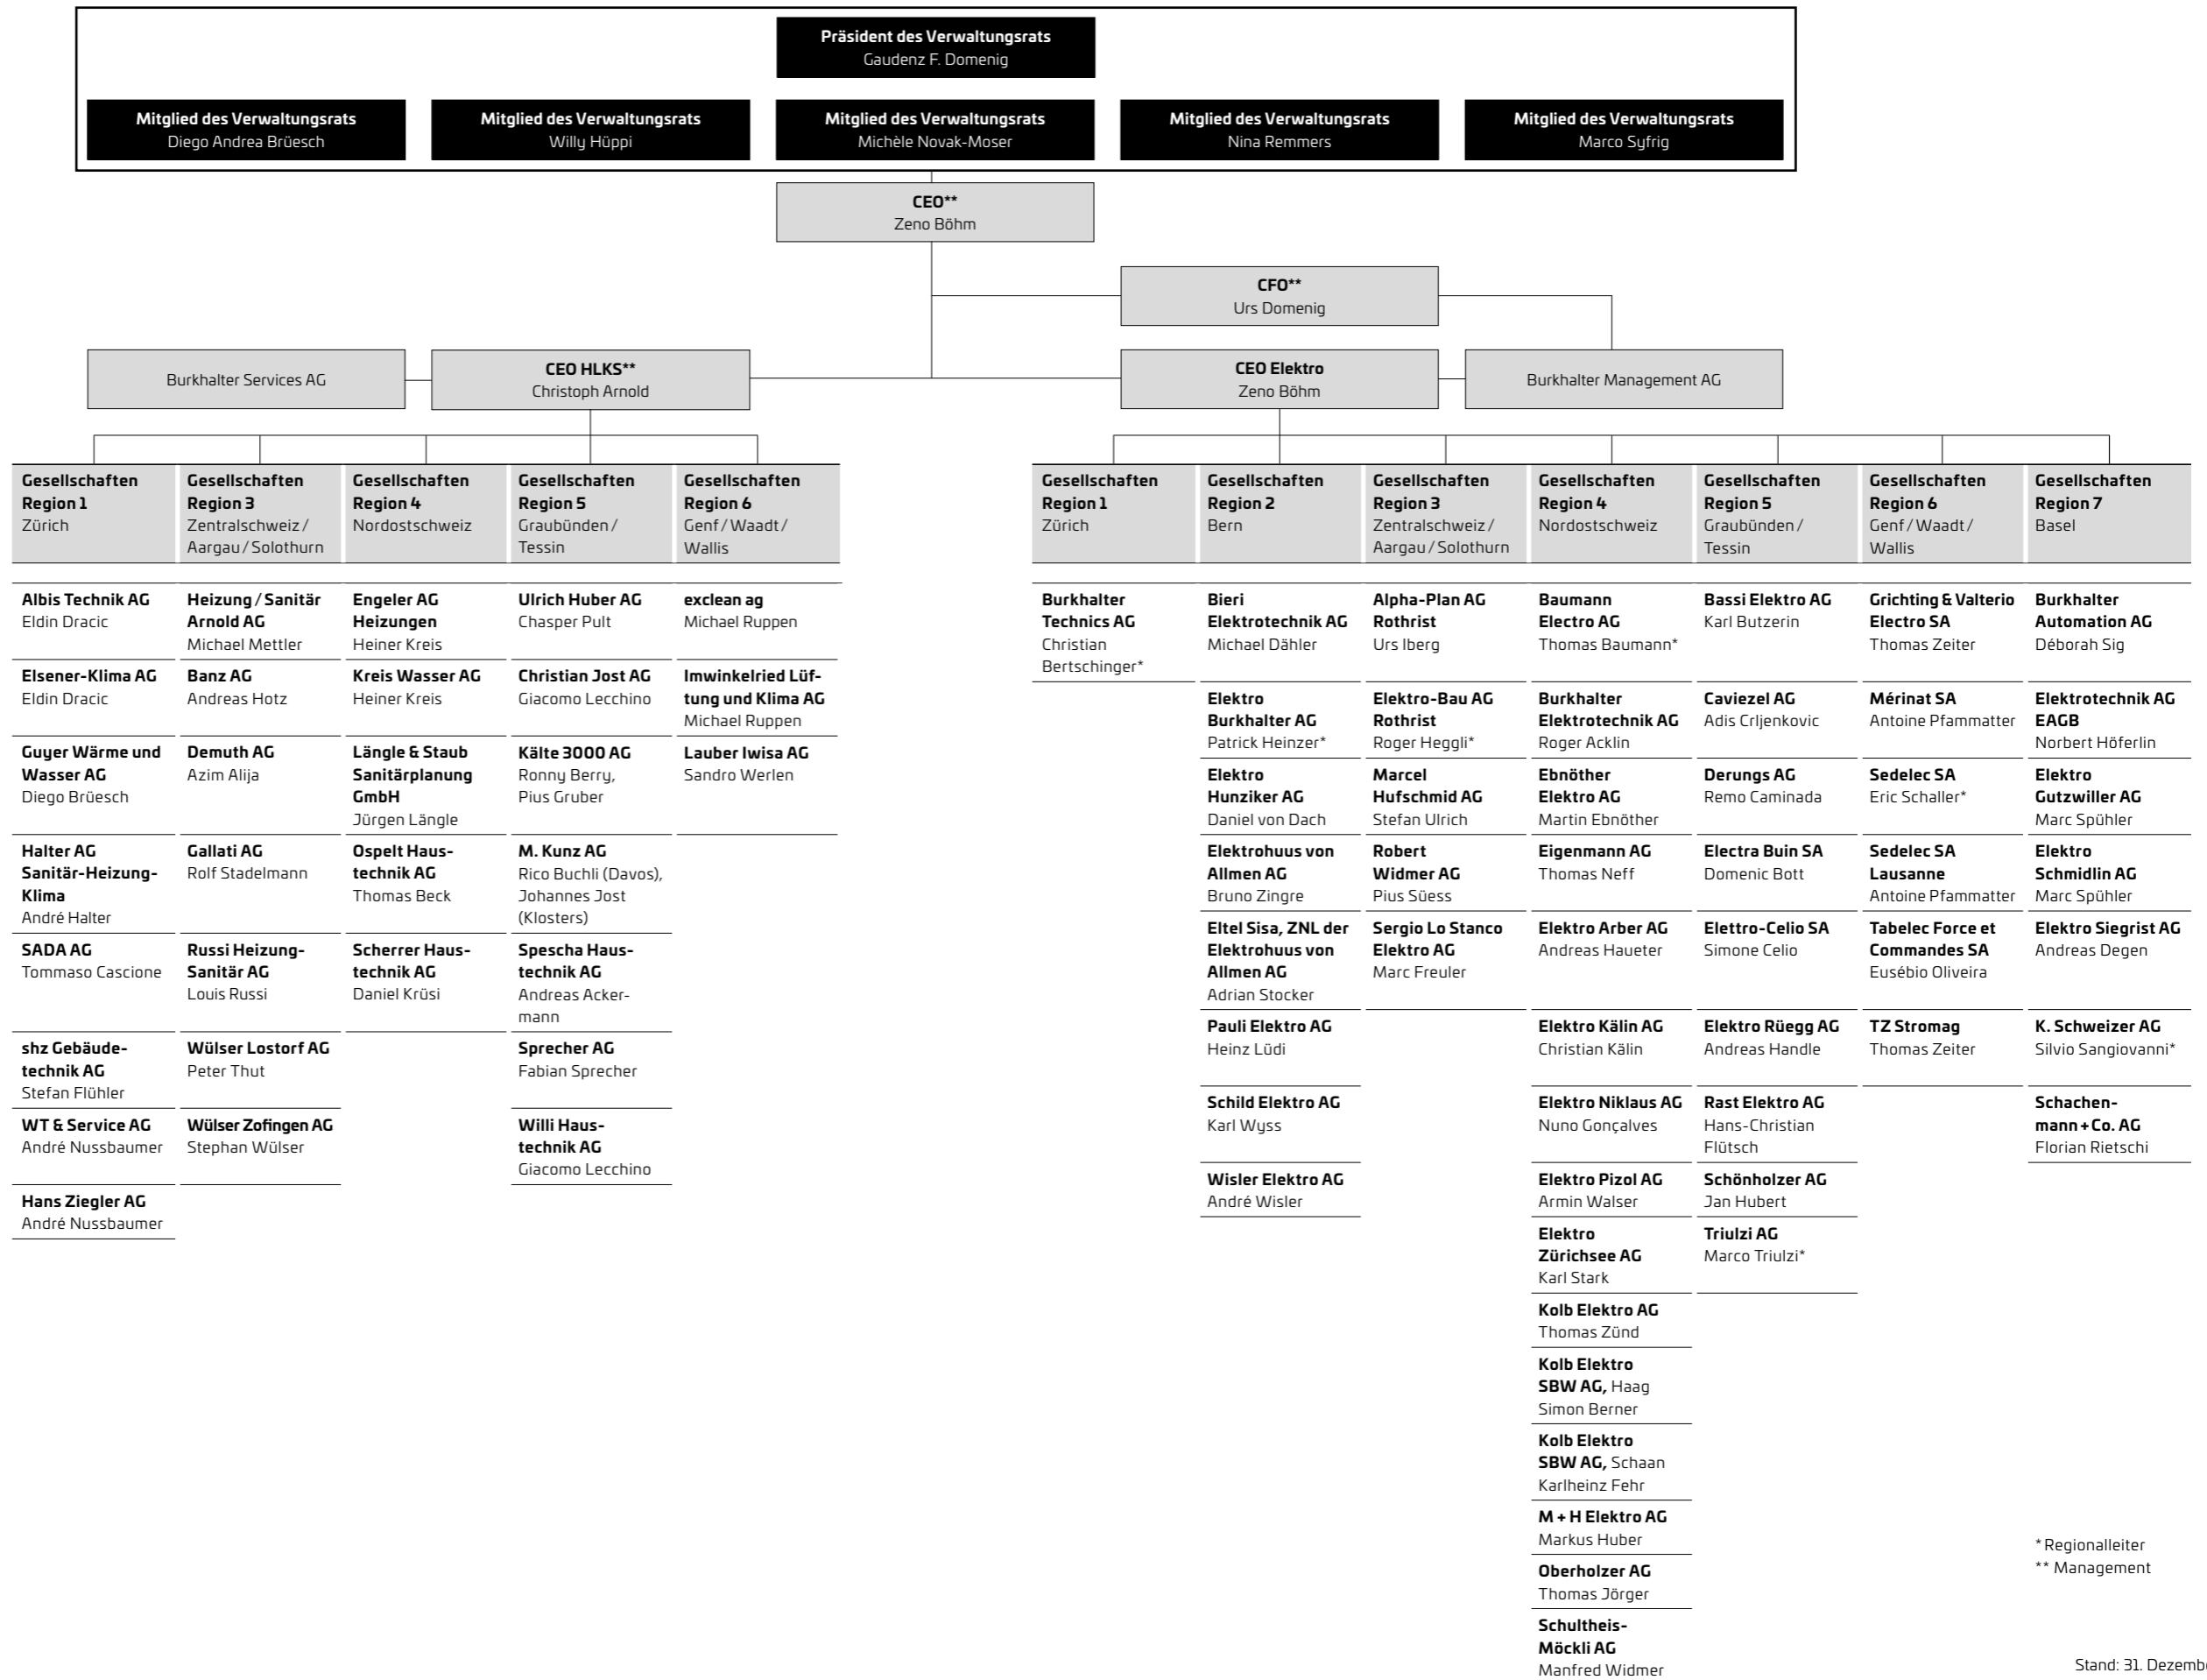 Präsident des Verwaltungsrats
Gaudenz F. Domenig
Mitglied des Verwaltungsrats
Diego Andrea Brüesch
Mitglied des Verwaltungsrats
Willy Hüppi
Mitglied des Verwaltungsrats
Michèle Novak-Moser
Mitglied des Verwaltungsrats
Nina Remmers
Mitglied des Verwaltungsrats
Marco Syfrig
CEO**
Zeno Böhm
CFO**
Urs Domenig
Burkhalter Services AG
CEO HLKS**
Christoph Arnold
CEO Elektro
Zeno Böhm
Burkhalter Management AG
Gesellschaften
Region 1
Zürich
Albis Technik AG
Eldin Dracic
Elsener-Klima AG
Eldin Dracic
Guyer Wärme und
Wasser AG
Diego Brüesch
Halter AG
Sanitär-Heizung-
Klima
André Halter
SADA AG
Tommaso Cascione
shz Gebäude-
technik AG
Stefan Flühler
WT & Service AG
André Nussbaumer
Hans Ziegler AG
André Nussbaumer
Gesellschaften
Region 3
Zentralschweiz /
Aargau / Solothurn
Heizung / Sanitär
Arnold AG
Michael Mettler
Banz AG
Andreas Hotz
Demuth AG
Azim Alija
Gallati AG
Rolf Stadelmann
Russi Heizung-
Sanitär AG
Louis Russi
Wülser Lostorf AG
Peter Thut
Wülser Zofingen AG
Stephan Wülser
Gesellschaften
Region 4
Nordostschweiz
Engeler AG
Heizungen
Heiner Kreis
Kreis Wasser AG
Heiner Kreis
Längle & Staub
Sanitärplanung
GmbH
Jürgen Längle
Ospelt Haus-
technik AG
Thomas Beck
Scherrer Haus-
technik AG
Daniel Krüsi
Gesellschaften
Region 5
Graubünden /
Tessin
Ulrich Huber AG
Chasper Pult
Christian Jost AG
Giacomo Lecchino
Kälte 3000 AG
Ronny Berry,
Pius Gruber
M. Kunz AG
Rico Buchli (Davos),
Johannes Jost
(Klosters)
Spescha Haus-
technik AG
Andreas Acker-
mann
Sprecher AG
Fabian Sprecher
Willi Haus-
technik AG
Giacomo Lecchino
Gesellschaften
Region 6
Genf / Waadt /
Wallis
exclean ag
Michael Ruppen
Imwinkelried Lüf-
tung und Klima AG
Michael Ruppen
Lauber Iwisa AG
Sandro Werlen
Gesellschaften
Region 1
Zürich
Burkhalter
Technics AG
Christian
Bertschinger*
Gesellschaften
Region 2
Bern
Bieri
Elektrotechnik AG
Michael Dähler
Elektro
Burkhalter AG
Patrick Heinzer*
Elektro
Hunziker AG
Daniel von Dach
Elektrohuus von
Allmen AG
Bruno Zingre
Eltel Sisa, ZNL der
Elektrohuus von
Allmen AG
Adrian Stocker
Pauli Elektro AG
Heinz Lüdi
Schild Elektro AG
Karl Wyss
Wisler Elektro AG
André Wisler
Gesellschaften
Region 3
Zentralschweiz /
Aargau / Solothurn
Alpha-Plan AG
Rothrist
Urs Iberg
Elektro-Bau AG
Rothrist
Roger Heggli*
Marcel
Hufschmid AG
Stefan Ulrich
Robert
Widmer AG
Pius Süess
Sergio Lo Stanco
Elektro AG
Marc Freuler
Gesellschaften
Region 4
Nordostschweiz
Baumann
Electro AG
Thomas Baumann*
Burkhalter
Elektrotechnik AG
Roger Acklin
Ebnöther
Elektro AG
Martin Ebnöther
Eigenmann AG
Thomas Neff
Elektro Arber AG
Andreas Haueter
Elektro Kälin AG
Christian Kälin
Elektro Niklaus AG
Nuno Gonçalves
Elektro Pizol AG
Armin Walser
Elektro
Zürichsee AG
Karl Stark
Kolb Elektro AG
Thomas Zünd
Kolb Elektro
SBW AG, Haag
Simon Berner
Kolb Elektro
SBW AG, Schaan
Karlheinz Fehr
M + H Elektro AG
Markus Huber
Oberholzer AG
Thomas Jörger
Schultheis-
Möckli AG
Manfred Widmer
Gesellschaften
Region 5
Graubünden /
Tessin
Bassi Elektro AG
Karl Butzerin
Caviezel AG
Adis Crljenkovic
Derungs AG
Remo Caminada
Electra Buin SA
Domenic Bott
Elettro-Celio SA
Simone Celio
Elektro Rüegg AG
Andreas Handle
Rast Elektro AG
Hans-Christian
Flütsch
Schönholzer AG
Jan Hubert
Triulzi AG
Marco Triulzi*
Gesellschaften
Region 6
Genf / Waadt /
Wallis
Grichting & Valterio
Electro SA
Thomas Zeiter
Mérinat SA
Antoine Pfammatter
Sedelec SA
Eric Schaller*
Sedelec SA
Lausanne
Antoine Pfammatter
Tabelec Force et
Commandes SA
Eusébio Oliveira
TZ Stromag
Thomas Zeiter
Gesellschaften
Region 7
Basel
Burkhalter
Automation AG
Déborah Sig
Elektrotechnik AG
EAGB
Norbert Höferlin
Elektro
Gutzwiller AG
Marc Spühler
Elektro
Schmidlin AG
Marc Spühler
Elektro Siegrist AG
Andreas Degen
K. Schweizer AG
Silvio Sangiovanni*
Schachen-
mann + Co. AG
Florian Rietschi
* Regionalleiter
** Management
Stand: 31.